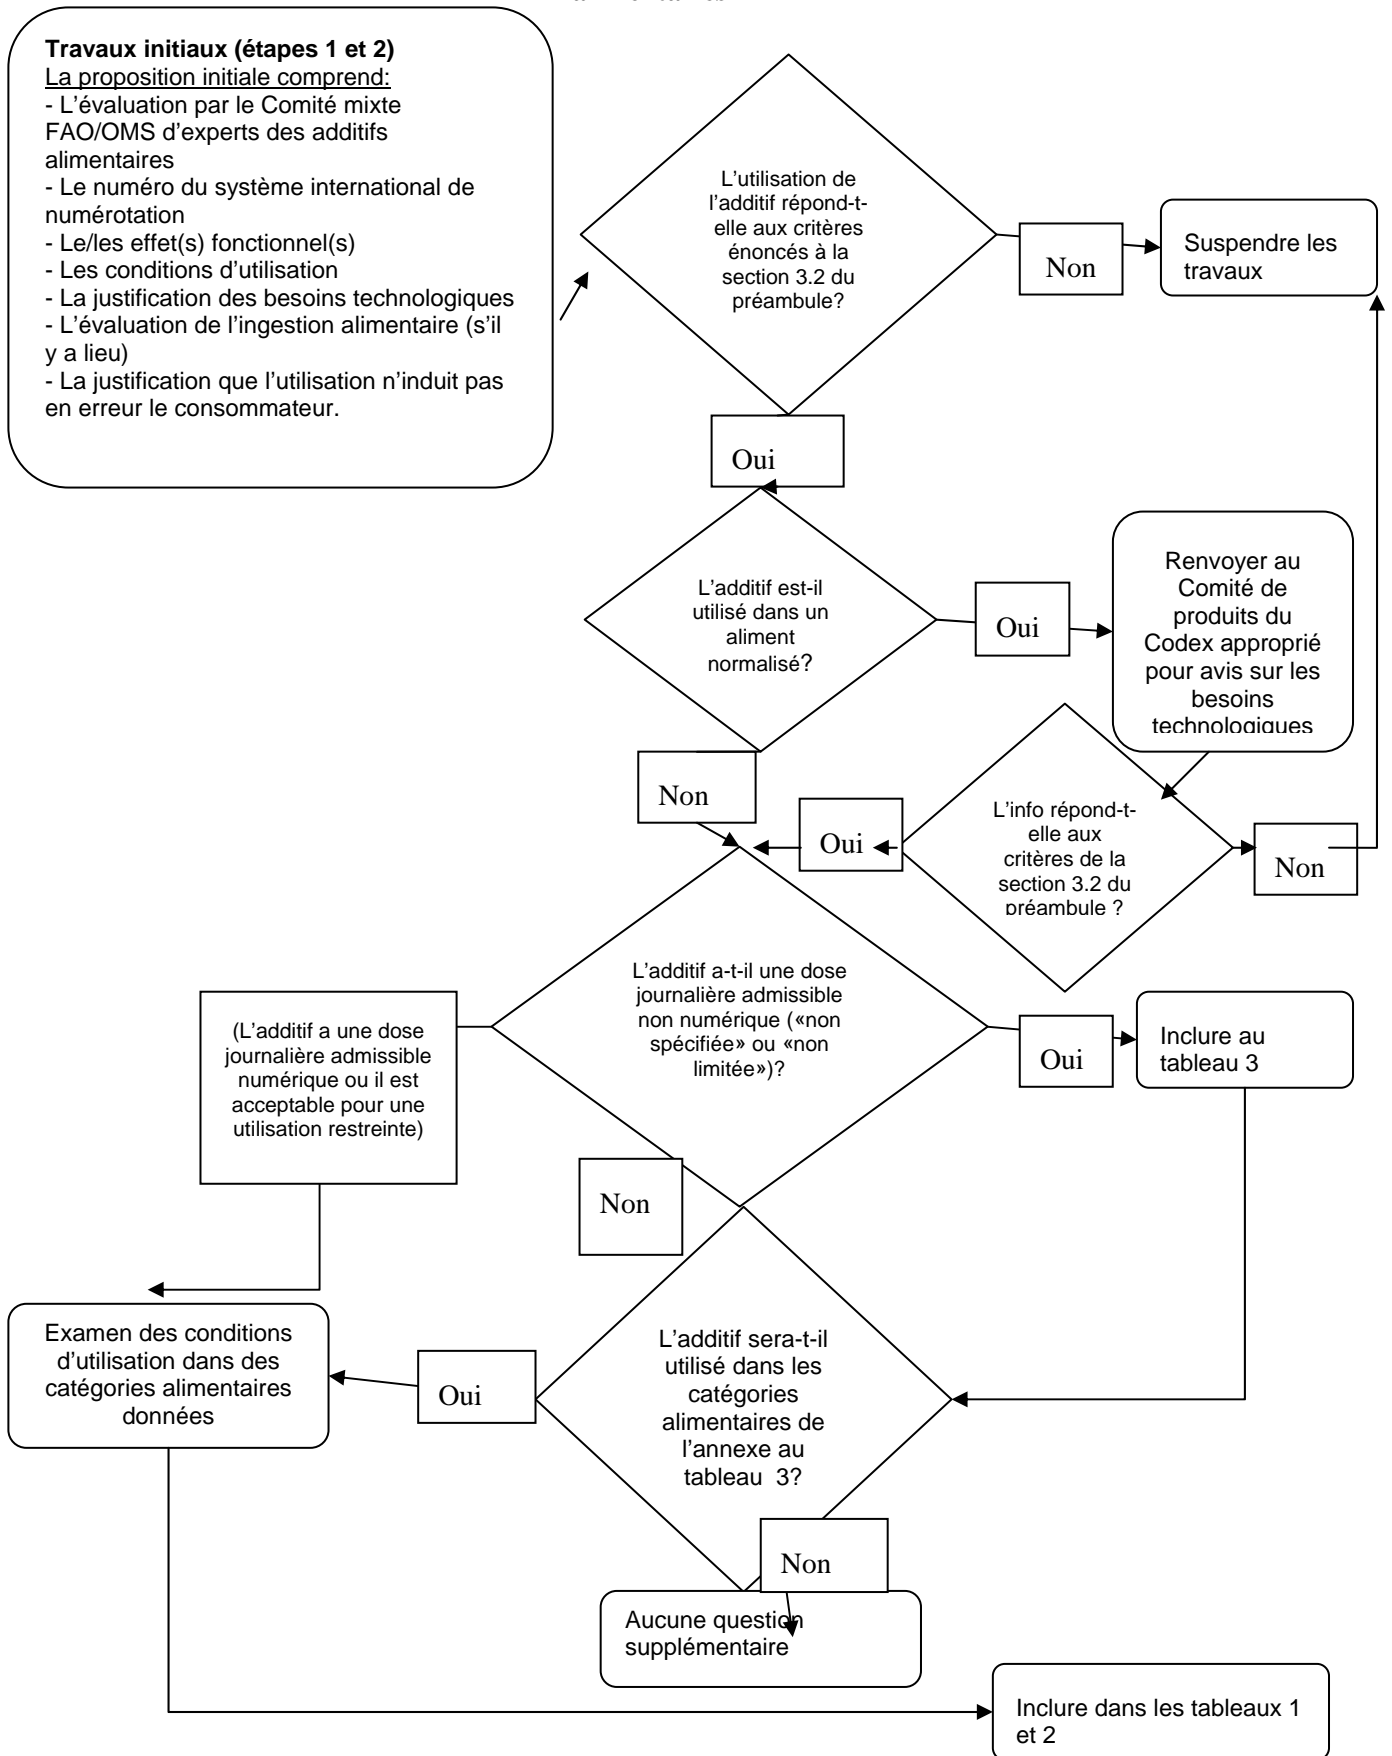 Travaux initiaux (étapes 1 et 2)
La proposition initiale comprend:
- L'évaluation par le Comité mixte
FAO/OMS d'experts des additifs
alimentaires
- Le numéro du système international de
numérotation
- Le/les effet(s) fonctionnel(s)
- Les conditions d'utilisation
- La justification des besoins technologiques
- L'évaluation de l'ingestion alimentaire (s'il
y a lieu)
- La justification que l'utilisation n'induit pas
en erreur le consommateur.
L'utilisation de
l'additif répond-t-
elle aux critères
énoncés à la
section 3.2 du
préambule?
Non
Suspendre les
travaux
Oui
L'additif est-il
utilisé dans un
aliment
normalisé?
Oui
Renvoyer au
Comité de
produits du
Codex approprié
pour avis sur les
besoins
technologiques
Non
Oui
L'info répond-t-
elle aux
critères de la
section 3.2 du
préambule ?
Non
L'additif a-t-il une dose
journalière admissible
non numérique («non
spécifiée» ou «non
limitée»)?
(L'additif a une dose
journalière admissible
numérique ou il est
acceptable pour une
utilisation restreinte)
Oui
Inclure au
tableau 3
Non
Examen des conditions
d'utilisation dans des
catégories alimentaires
données
Oui
L'additif sera-t-il
utilisé dans les
catégories
alimentaires de
l'annexe au
tableau 3?
Non
Aucune question
supplémentaire
Inclure dans les tableaux 1
et 2